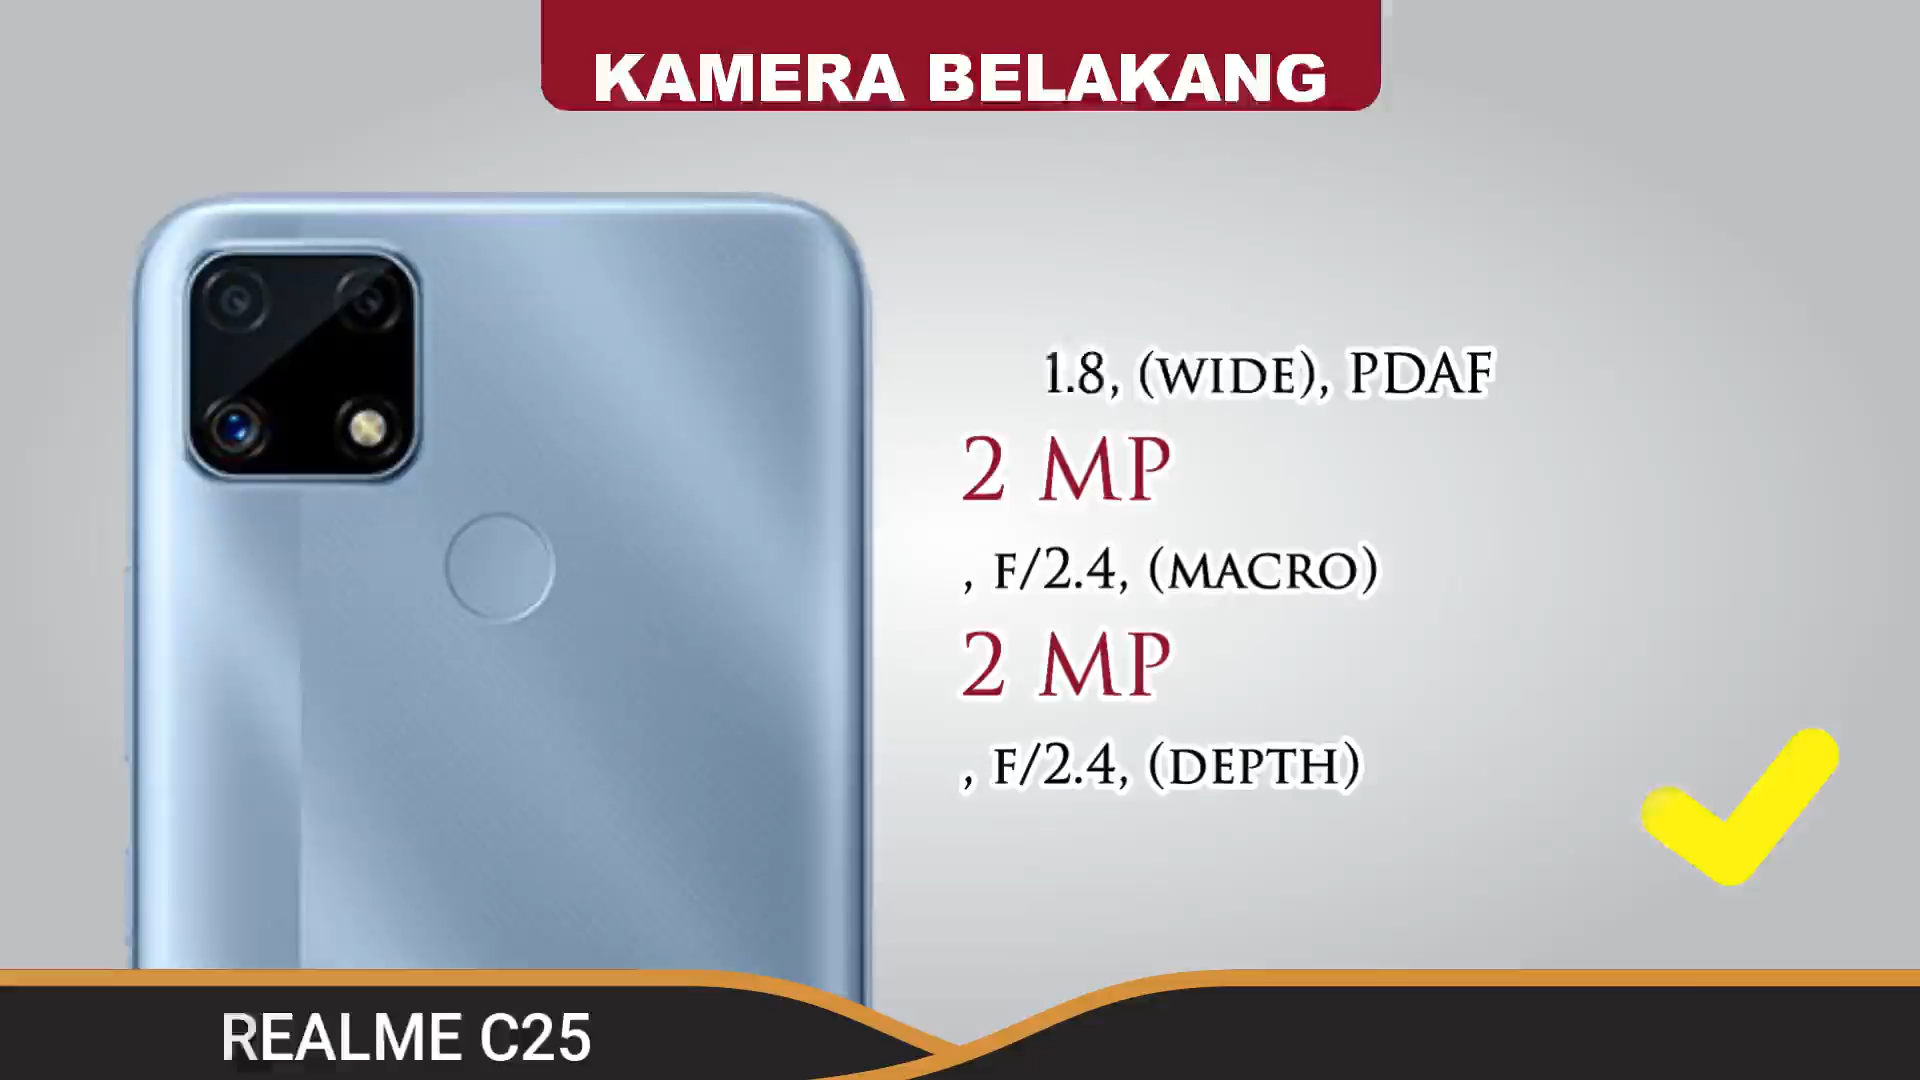 KAMERA BELAKANG
1.8, (WIDE), PDAF
2 MP
, F/2.4, (MACRO)
2 MP
, F/2.4, (DEPTH)
REALME C25